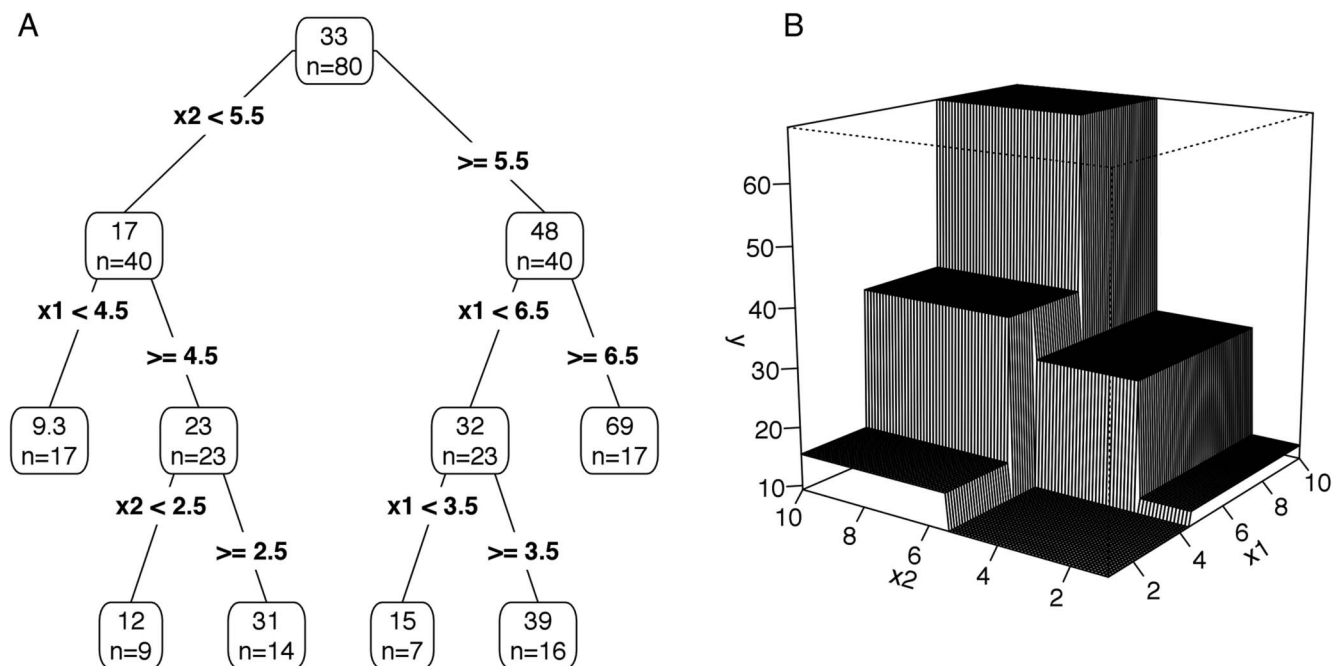 A
33
n=80
x2 < 5.5
>= 5.5
17
n=40
48
n=40
x1 < 4.5
>= 4.5
x1 < 6.5
>= 6.5
9.3
n=17
23
n=23
32
n=23
69
n=17
x2 < 2.5
>= 2.5
x1 < 3.5
>= 3.5
12
n=9
31
n=14
15
n=7
39
n=16
B
60
50
40
30
20
10
y
10
8
6
4
2
x2
2
4
6
8
10
x1